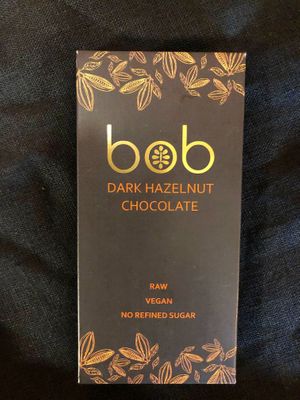 bob
DARK HAZELNUT
CHOCOLATE
RAW
VEGAN
NO REFINED SUGAR